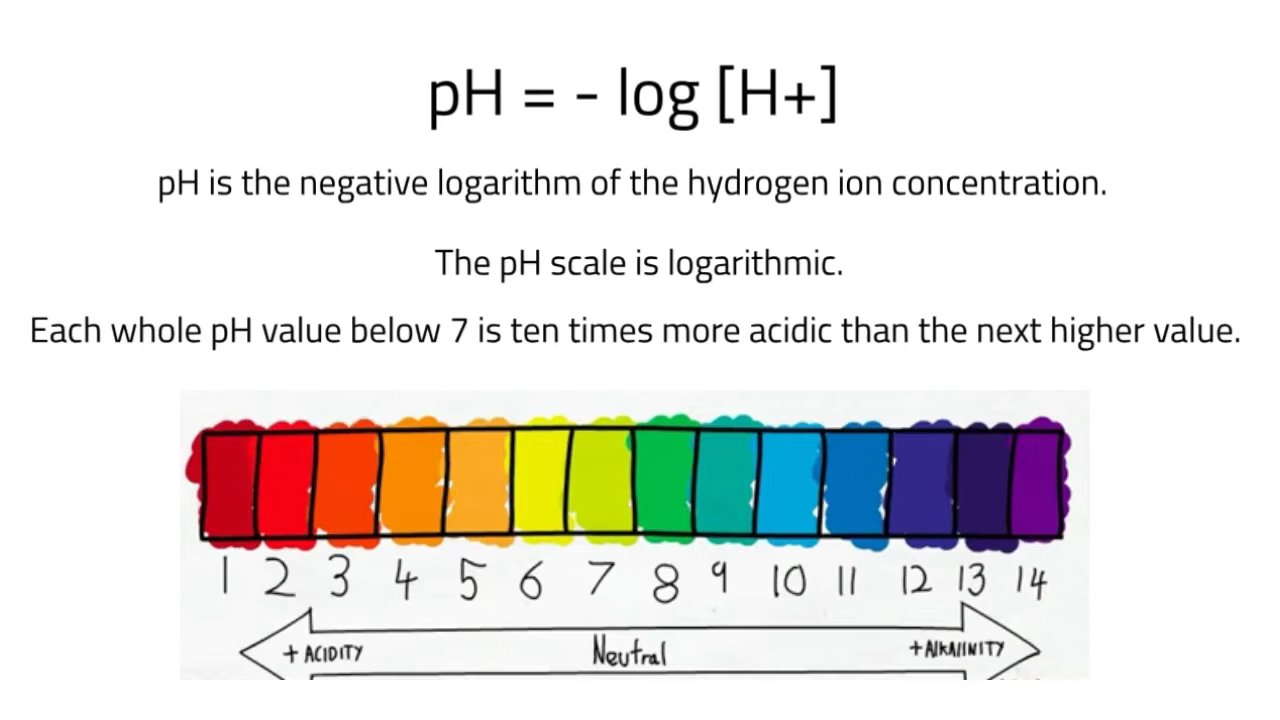 pH = - log [H+]
pH is the negative logarithm of the hydrogen ion concentration.
The pH scale is logarithmic.
Each whole pH value below 7 is ten times more acidic than the next higher value.
1 2 3 4 5 6 7 8 9 10 11 12 13 14
+ ACIDITY Neutral + AlKAlINITY